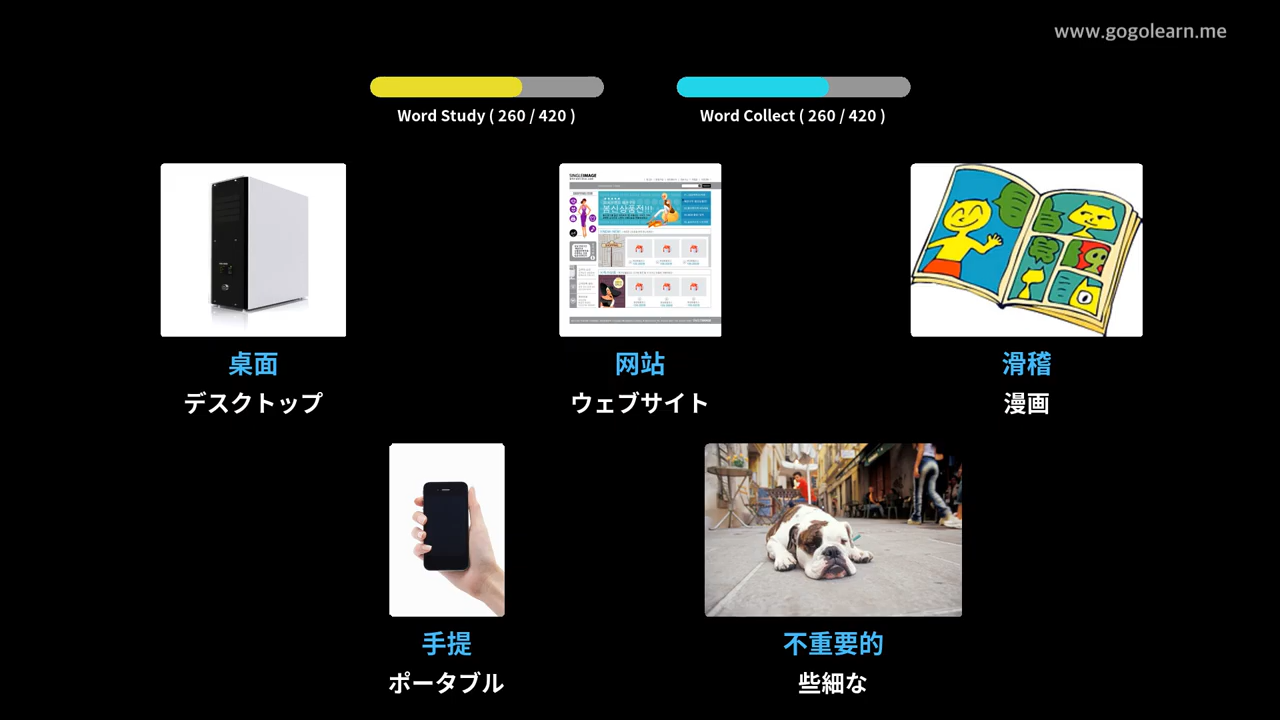 www.gogolearn.me
Word Study ( 260 / 420 )
Word Collect ( 260 / 420 )
桌面
デスクトップ
网站
ウェブサイト
滑稽
漫画
手提
ポータブル
不重要的
些細な